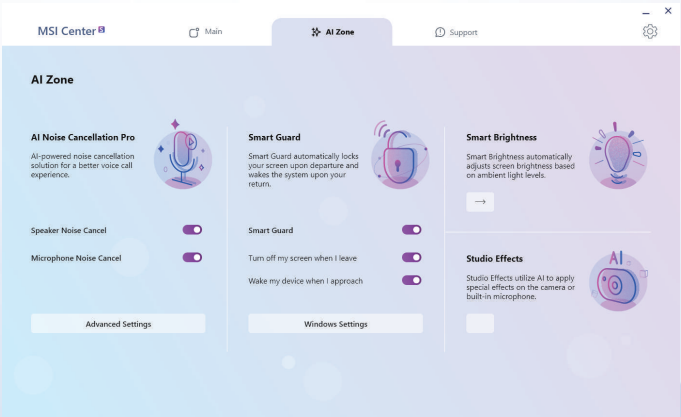 MSI Center S
Main
AI Zone
Support
AI Zone
AI Noise Cancellation Pro
AI-powered noise cancellation
solution for a better voice call
experience.
Speaker Noise Cancel
Microphone Noise Cancel
Advanced Settings
Smart Guard
Smart Guard automatically locks
your screen upon departure and
wakes the system upon your
return.
Smart Guard
Turn off my screen when I leave
Wake my device when I approach
Windows Settings
Smart Brightness
Smart Brightness automatically
adjusts screen brightness based
on ambient light levels.
Studio Effects
Studio Effects utilize AI to apply
special effects on the camera or
built-in microphone.
AI